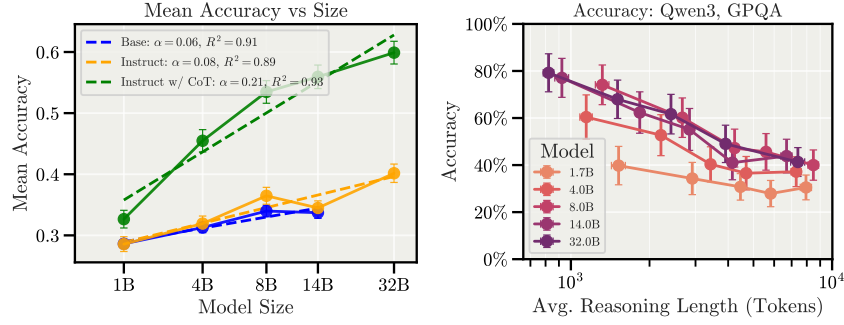 Mean Accuracy vs Size
Mean Accuracy
0.6
0.5
0.4
0.3
Base: α = 0.06, R² = 0.91
Instruct: α = 0.08, R² = 0.89
Instruct w/ CoT: α = 0.21, R² = 0.93
1B 4B 8B 14B 32B
Model Size
Accuracy: Qwen3, GPQA
Accuracy
100%
80%
60%
40%
20%
0%
Model
1.7B
4.0B
8.0B
14.0B
32.0B
10³ 10⁴
Avg. Reasoning Length (Tokens)